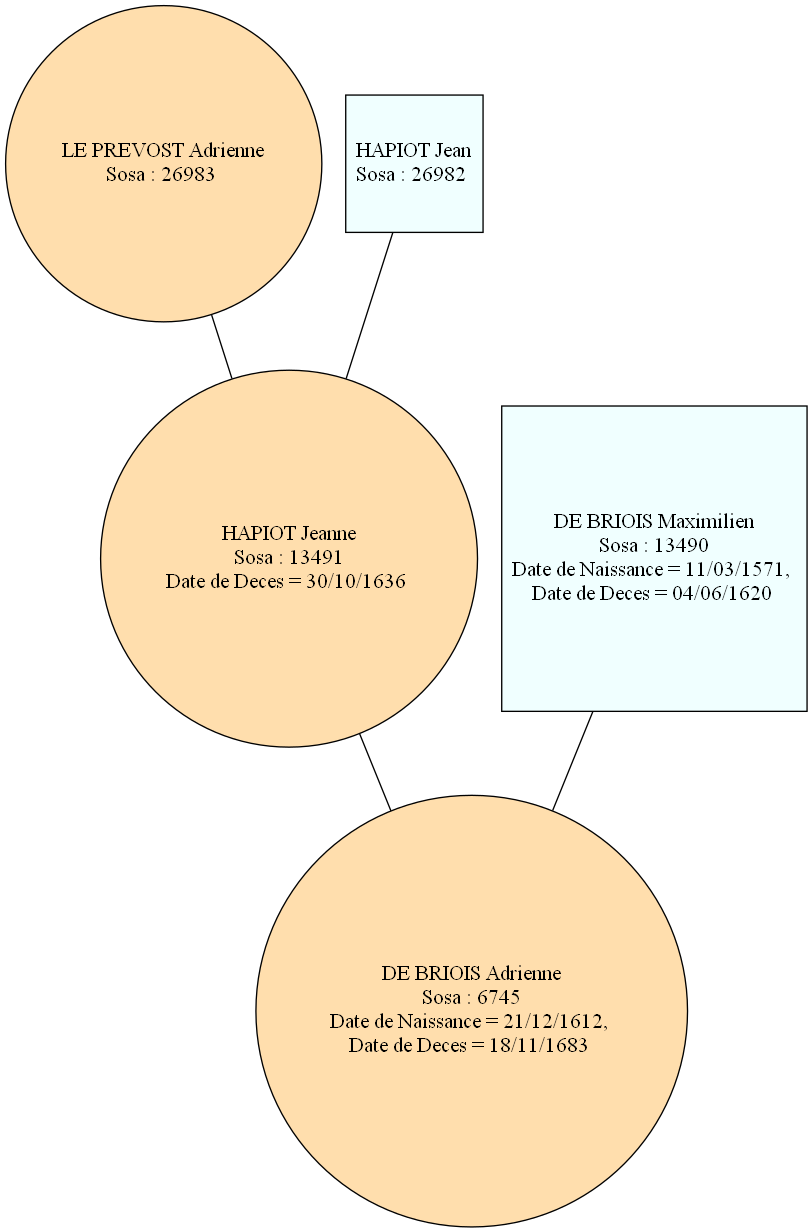 LE PREVOST Adrienne
Sosa : 26983
HAPIOT Jean
Sosa : 26982
HAPIOT Jeanne
Sosa : 13491
Date de Deces = 30/10/1636
DE BRIOIS Maximilien
Sosa : 13490
Date de Naissance = 11/03/1571,
Date de Deces = 04/06/1620
DE BRIOIS Adrienne
Sosa : 6745
Date de Naissance = 21/12/1612,
Date de Deces = 18/11/1683